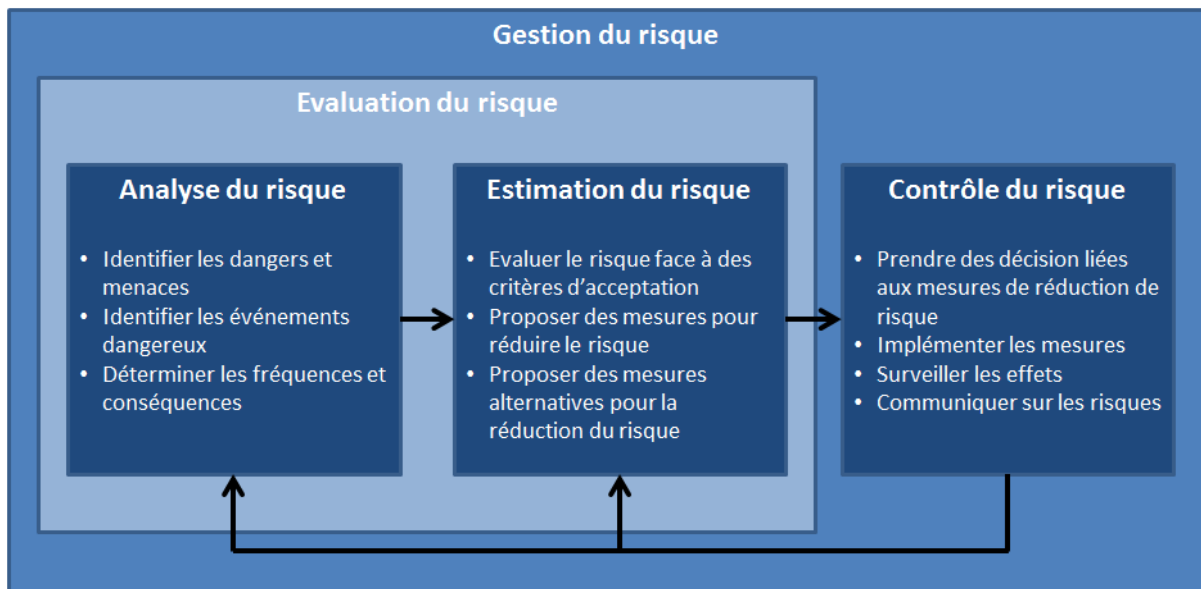 Gestion du risque
Evaluation du risque
Analyse du risque
• Identifier les dangers et
menaces
• Identifier les événements
dangereux
• Déterminer les fréquences et
conséquences
Estimation du risque
• Evaluer le risque face à des
critères d'acceptation
• Proposer des mesures pour
réduire le risque
• Proposer des mesures
alternatives pour la
réduction du risque
Contrôle du risque
• Prendre des décision liées
aux mesures de réduction de
risque
• Implémenter les mesures
• Surveiller les effets
• Communiquer sur les risques